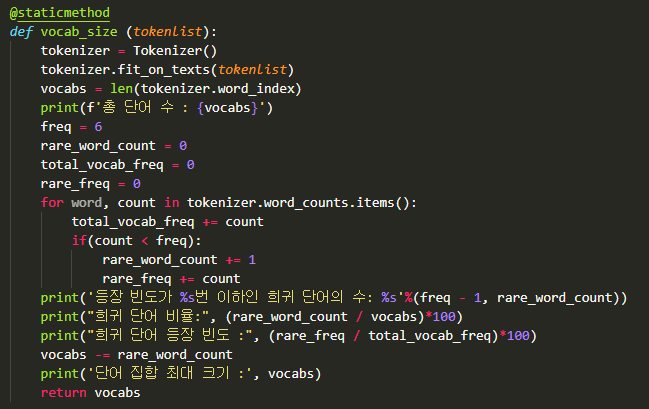 @staticmethod
def vocab_size (tokenlist):
    tokenizer = Tokenizer()
    tokenizer.fit_on_texts(tokenlist)
    vocabs = len(tokenizer.word_index)
    print(f'총 단어 수 : {vocabs}')
    freq = 6
    rare_word_count = 0
    total_vocab_freq = 0
    rare_freq = 0
    for word, count in tokenizer.word_counts.items():
        total_vocab_freq += count
        if(count < freq):
            rare_word_count += 1
            rare_freq += count
    print('등장 빈도가 %s번 이하인 희귀 단어의 수: %s'%(freq - 1, rare_word_count))
    print("희귀 단어 비율:", (rare_word_count / vocabs)*100)
    print("희귀 단어 등장 빈도 :", (rare_freq / total_vocab_freq)*100)
    vocabs -= rare_word_count
    print('단어 집합 최대 크기 :', vocabs)
    return vocabs